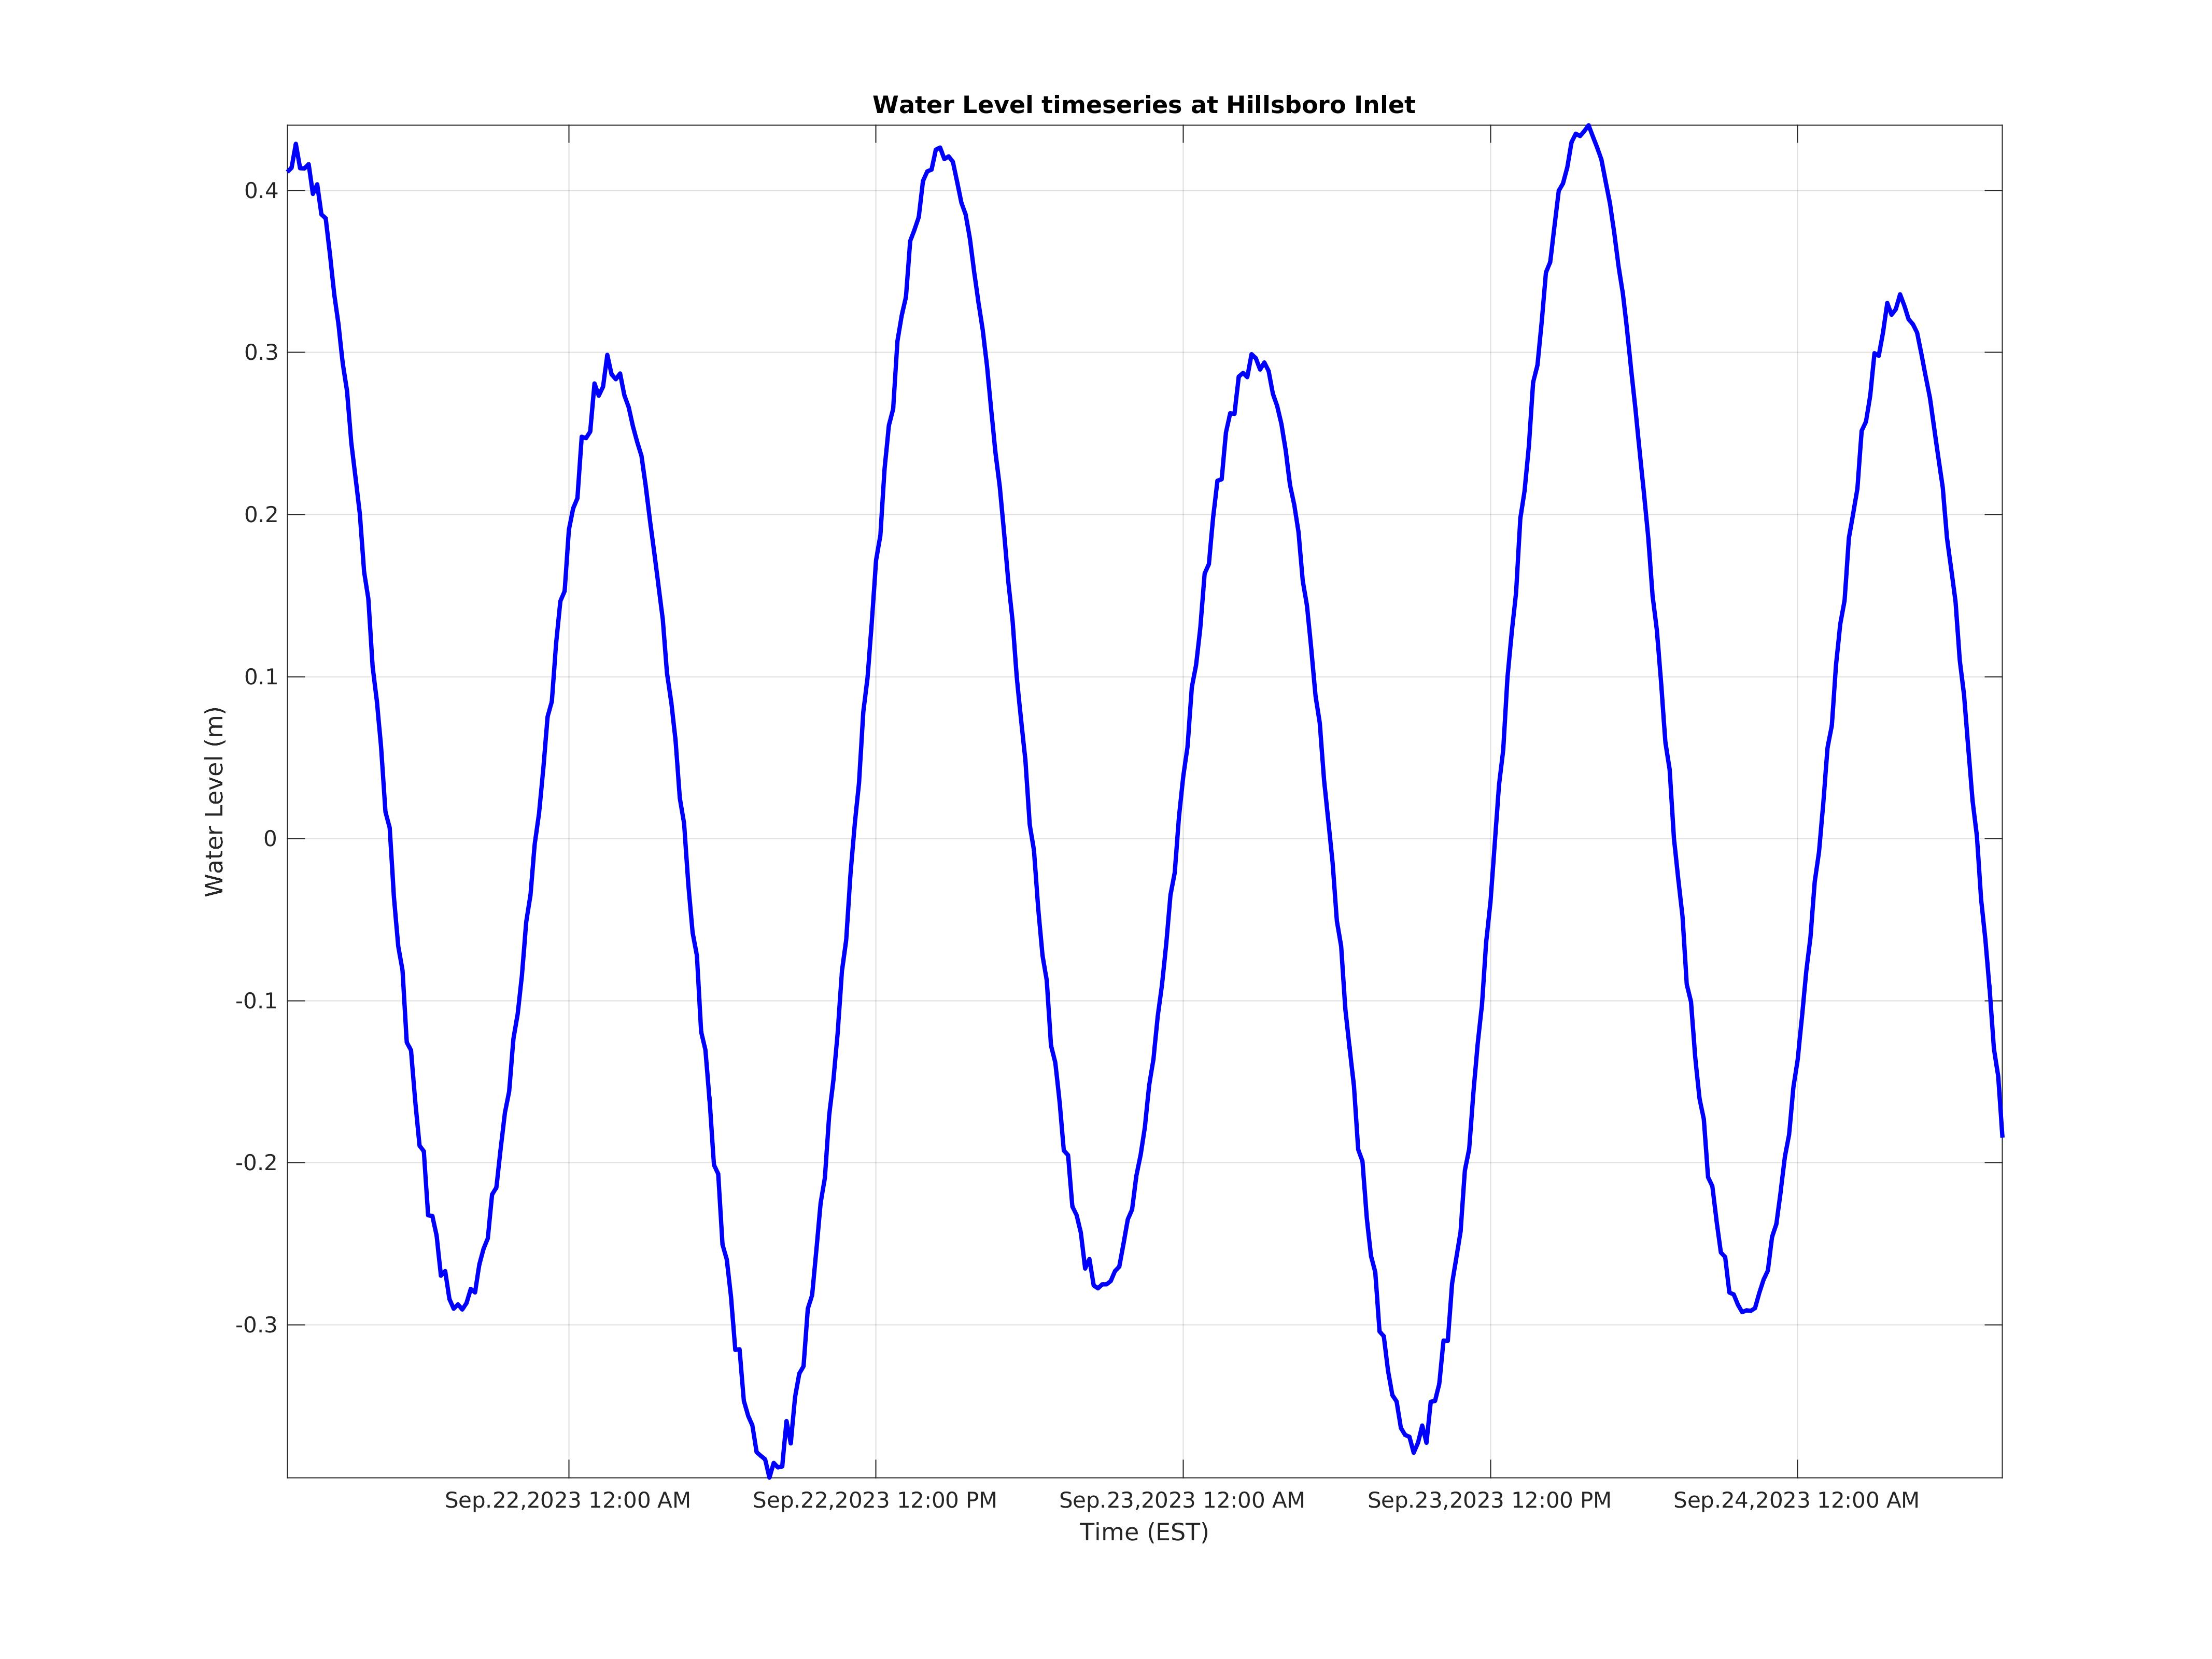 Water Level timeseries at Hillsboro Inlet
0.4
0.3
0.2
0.1
0
-0.1
-0.2
-0.3
Water Level (m)
Sep.22,2023 12:00 AM
Sep.22,2023 12:00 PM
Sep.23,2023 12:00 AM
Sep.23,2023 12:00 PM
Sep.24,2023 12:00 AM
Time (EST)